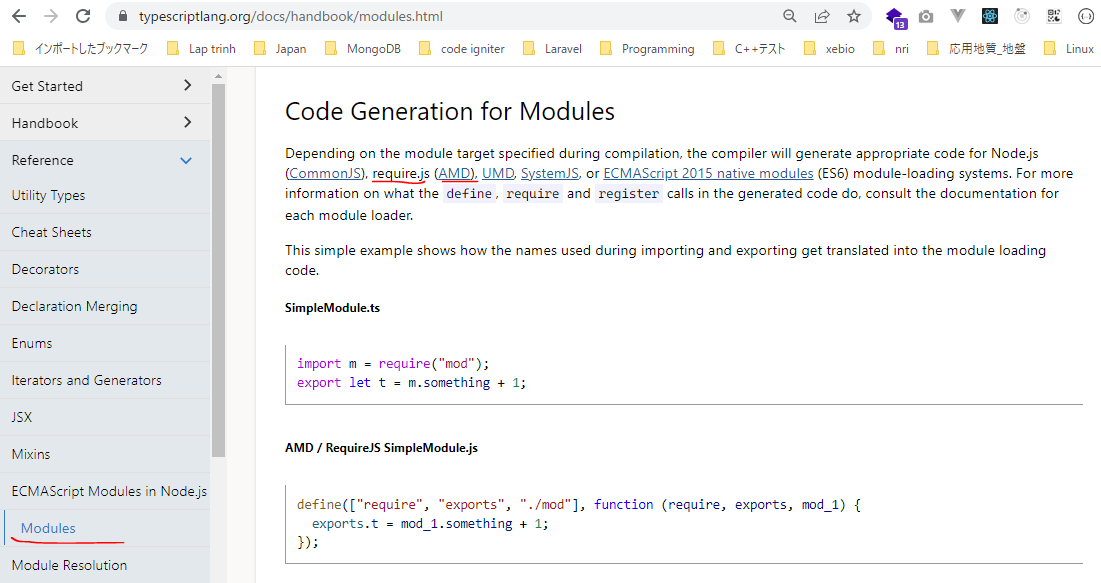 typescriptlang.org/docs/handbook/modules.html
13
インポートしたブックマーク Lap trinh Japan MongoDB code igniter Laravel Programming C++テスト xebio nri 応用地質_地盤 Linux
Get Started
Handbook
Reference
Utility Types
Cheat Sheets
Decorators
Declaration Merging
Enums
Iterators and Generators
JSX
Mixins
ECMAScript Modules in Node.js
Modules
Module Resolution
Code Generation for Modules
Depending on the module target specified during compilation, the compiler will generate appropriate code for Node.js
(CommonJS), require.js (AMD), UMD, SystemJS, or ECMAScript 2015 native modules (ES6) module-loading systems. For more
information on what the define, require and register calls in the generated code do, consult the documentation for
each module loader.
This simple example shows how the names used during importing and exporting get translated into the module loading
code.
SimpleModule.ts
import m = require("mod");
export let t = m.something + 1;
AMD / RequireJS SimpleModule.js
define(["require", "exports", "./mod"], function (require, exports, mod_1) {
  exports.t = mod_1.something + 1;
});